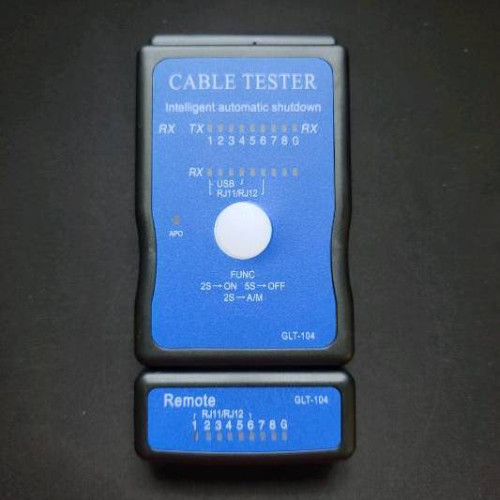 CABLE TESTER
Intelligent automatic shutdown
RX TX RX
1 2 3 4 5 6 7 8 G
RX
USB
RJ11/RJ12
APO
FUNC
2S→ON 5S→OFF
2S→A/M
GLT-104
Remote GLT-104
RJ11/RJ12
1 2 3 4 5 6 7 8 G